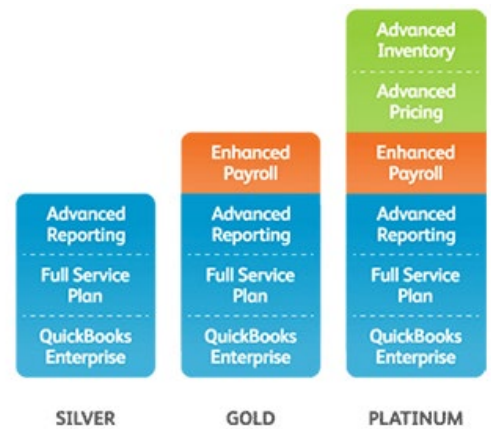 Advanced
Inventory
Advanced
Pricing
Enhanced
Payroll
Enhanced
Payroll
Advanced
Reporting
Advanced
Reporting
Advanced
Reporting
Full Service
Plan
Full Service
Plan
Full Service
Plan
QuickBooks
Enterprise
QuickBooks
Enterprise
QuickBooks
Enterprise
SILVER
GOLD
PLATINUM